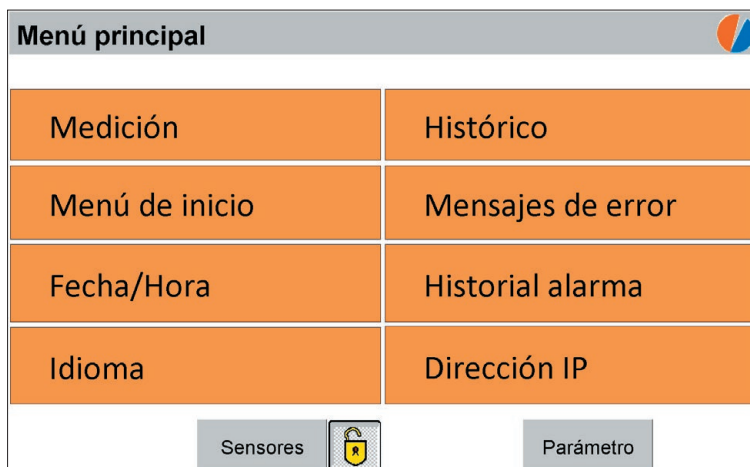 Menú principal
Medición
Histórico
Menú de inicio
Mensajes de error
Fecha/Hora
Historial alarma
Idioma
Dirección IP
Sensores
Parámetro